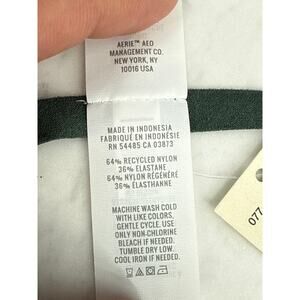 AERIE™ AEO
MANAGEMENT CO.
NEW YORK, NY
10016 USA
MADE IN INDONESIA
FABRIQUÉ EN INDONÉSIE
RN 54485 CA 03873
64% RECYCLED NYLON
36% ELASTANE
64% NYLON RÉGÉNÉRÉ
36% ÉLASTHANNE
MACHINE WASH COLD
WITH LIKE COLORS,
GENTLE CYCLE. USE
ONLY NON-CHLORINE
BLEACH IF NEEDED.
TUMBLE DRY LOW.
COOL IRON IF NEEDED.
077